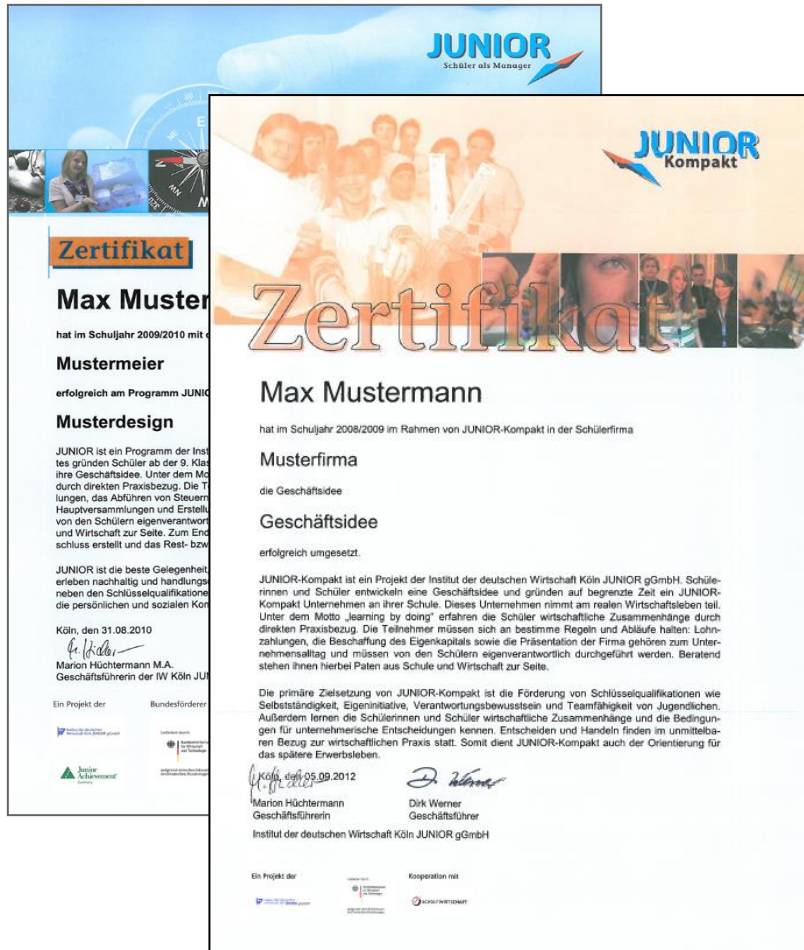 JUNIOR
Schüler als Manager
Zertifikat
Max Muster
hat im Schuljahr 2009/2010 mit
Mustermeier
erfolgreich am Programm JUNIO
Musterdesign
JUNIOR ist ein Programm der Inst
tes gründen Schüler ab der 9. Klas
ihre Geschäftsidee. Unter dem Mo
durch direkten Praxisbezug. Die T
lungen, das Abführen von Steuern
Hauptversammlungen und Erstellu
von den Schülern eigenverantwort
und Wirtschaft zur Seite. Zum End
schluss erstellt und das Rest- bzw
JUNIOR ist die beste Gelegenheit,
erleben nachhaltig und handlungs
neben den Schlüsselqualifikatione
die persönlichen und sozialen Kom
Köln, den 31.08.2010
Marion Hüchtermann M.A.
Geschäftsführerin der IW Köln JUN
Ein Projekt der Bundesförderer
Junior
Achievement
JUNIOR
Kompakt
Zertifikat
Max Mustermann
hat im Schuljahr 2008/2009 im Rahmen von JUNIOR-Kompakt in der Schülerfirma
Musterfirma
die Geschäftsidee
Geschäftsidee
erfolgreich umgesetzt.
JUNIOR-Kompakt ist ein Projekt der Institut der deutschen Wirtschaft Köln JUNIOR gGmbH. Schüle-
rinnen und Schüler entwickeln eine Geschäftsidee und gründen auf begrenzte Zeit ein JUNIOR-
Kompakt Unternehmen an ihrer Schule. Dieses Unternehmen nimmt am realen Wirtschaftsleben teil.
Unter dem Motto „learning by doing" erfahren die Schüler wirtschaftliche Zusammenhänge durch
direkten Praxisbezug. Die Teilnehmer müssen sich an bestimme Regeln und Abläufe halten: Lohn-
zahlungen, die Beschaffung des Eigenkapitals sowie die Präsentation der Firma gehören zum Unter-
nehmensalltag und müssen von den Schülern eigenverantwortlich durchgeführt werden. Beratend
stehen ihnen hierbei Paten aus Schule und Wirtschaft zur Seite.
Die primäre Zielsetzung von JUNIOR-Kompakt ist die Förderung von Schlüsselqualifikationen wie
Selbstständigkeit, Eigeninitiative, Verantwortungsbewusstsein und Teamfähigkeit von Jugendlichen.
Außerdem lernen die Schülerinnen und Schüler wirtschaftliche Zusammenhänge und die Bedingun-
gen für unternehmerische Entscheidungen kennen. Entscheiden und Handeln finden im unmittelba-
ren Bezug zur wirtschaftlichen Praxis statt. Somit dient JUNIOR-Kompakt auch der Orientierung für
das spätere Erwerbsleben.
Köln, den 05.09.2012
D. Werner
Marion Hüchtermann Dirk Werner
Geschäftsführerin Geschäftsführer
Institut der deutschen Wirtschaft Köln JUNIOR gGmbH
Ein Projekt der Kooperation mit
SCHULEWIRTSCHAFT